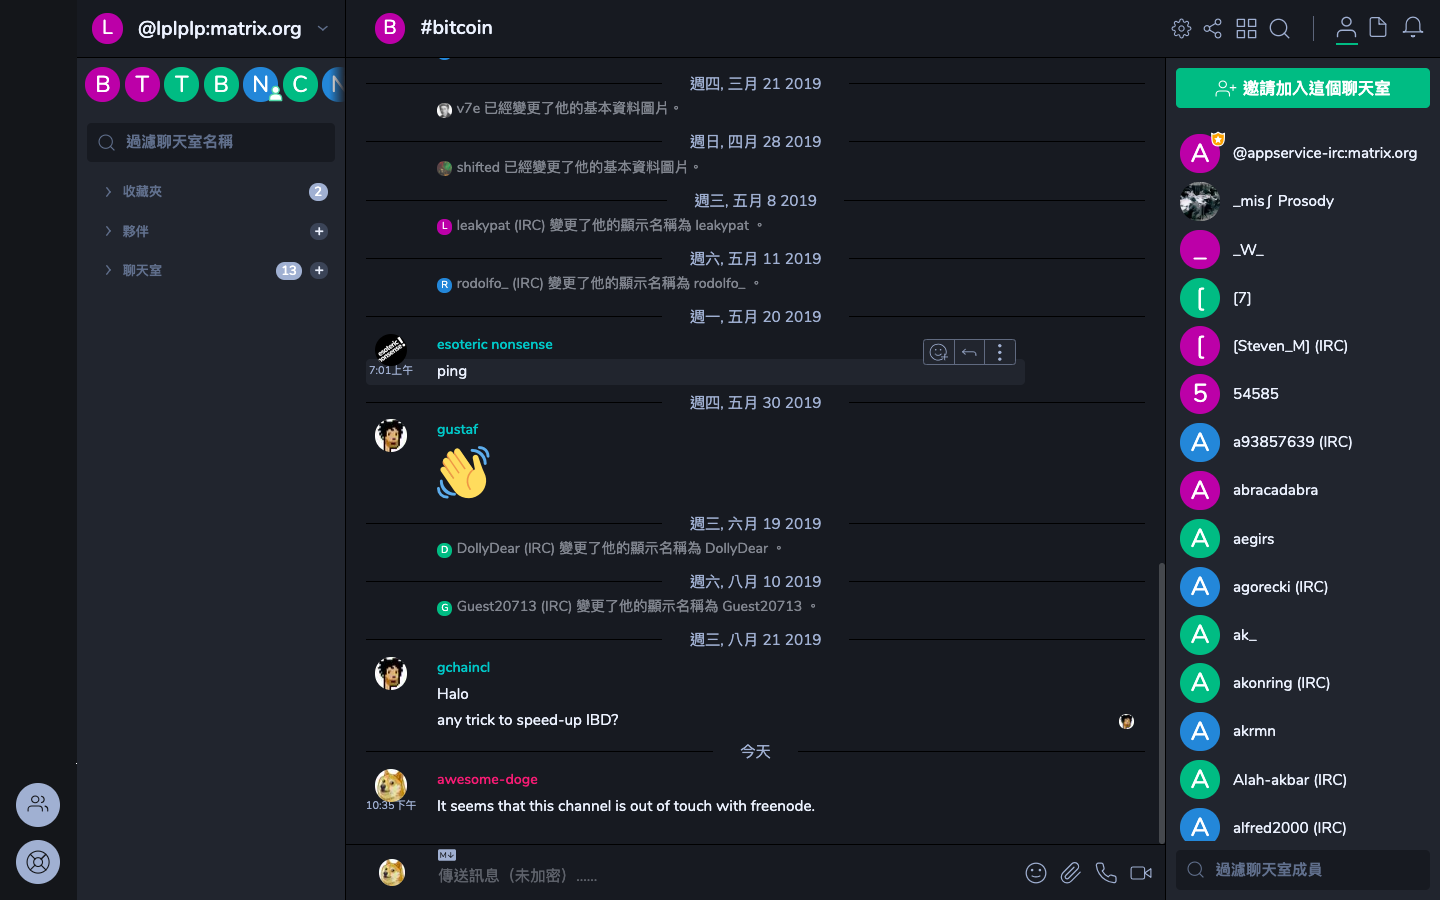 L @lplplp:matrix.org
B T T B N C N
過濾聊天室名稱
收藏夾 2
夥伴 +
聊天室 13 +
B #bitcoin
週四, 三月 21 2019
v7e 已經變更了他的基本資料圖片。
週日, 四月 28 2019
shifted 已經變更了他的基本資料圖片。
週三, 五月 8 2019
L leakypat (IRC) 變更了他的顯示名稱為 leakypat 。
週六, 五月 11 2019
R rodolfo_ (IRC) 變更了他的顯示名稱為 rodolfo_ 。
週一, 五月 20 2019
esoteric nonsense!
esoteric nonsense
7:01上午 ping
週四, 五月 30 2019
gustaf
週三, 六月 19 2019
D DollyDear (IRC) 變更了他的顯示名稱為 DollyDear 。
週六, 八月 10 2019
G Guest20713 (IRC) 變更了他的顯示名稱為 Guest20713 。
週三, 八月 21 2019
gchaincl
Halo
any trick to speed-up IBD?
今天
awesome-doge
10:35下午 It seems that this channel is out of touch with freenode.
M↓
傳送訊息（未加密）……
邀請加入這個聊天室
A @appservice-irc:matrix.org
_mis∫ Prosody
_ _W_
[ [7]
[ [Steven_M] (IRC)
5 54585
A a93857639 (IRC)
A abracadabra
A aegirs
A agorecki (IRC)
A ak_
A akonring (IRC)
A akrmn
A Alah-akbar (IRC)
A alfred2000 (IRC)
過濾聊天室成員